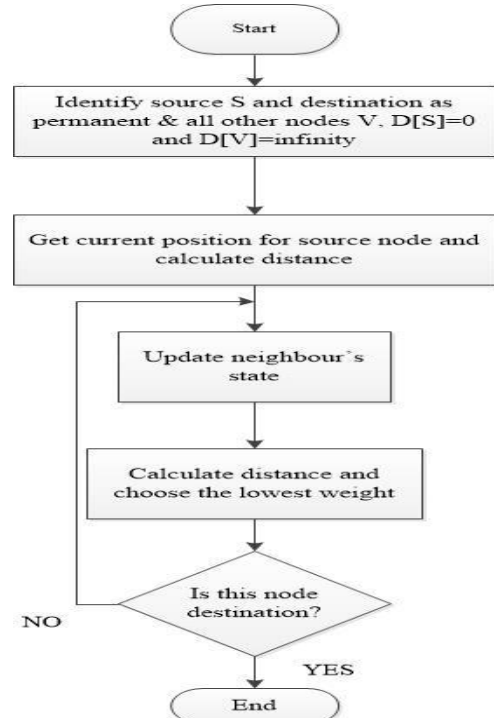 Start
Identify source S and destination as
permanent & all other nodes V, D[S]=0
and D[V]=infinity
Get current position for source node and
calculate distance
Update neighbour`s
state
Calculate distance and
choose the lowest weight
Is this node
destination?
NO
YES
End